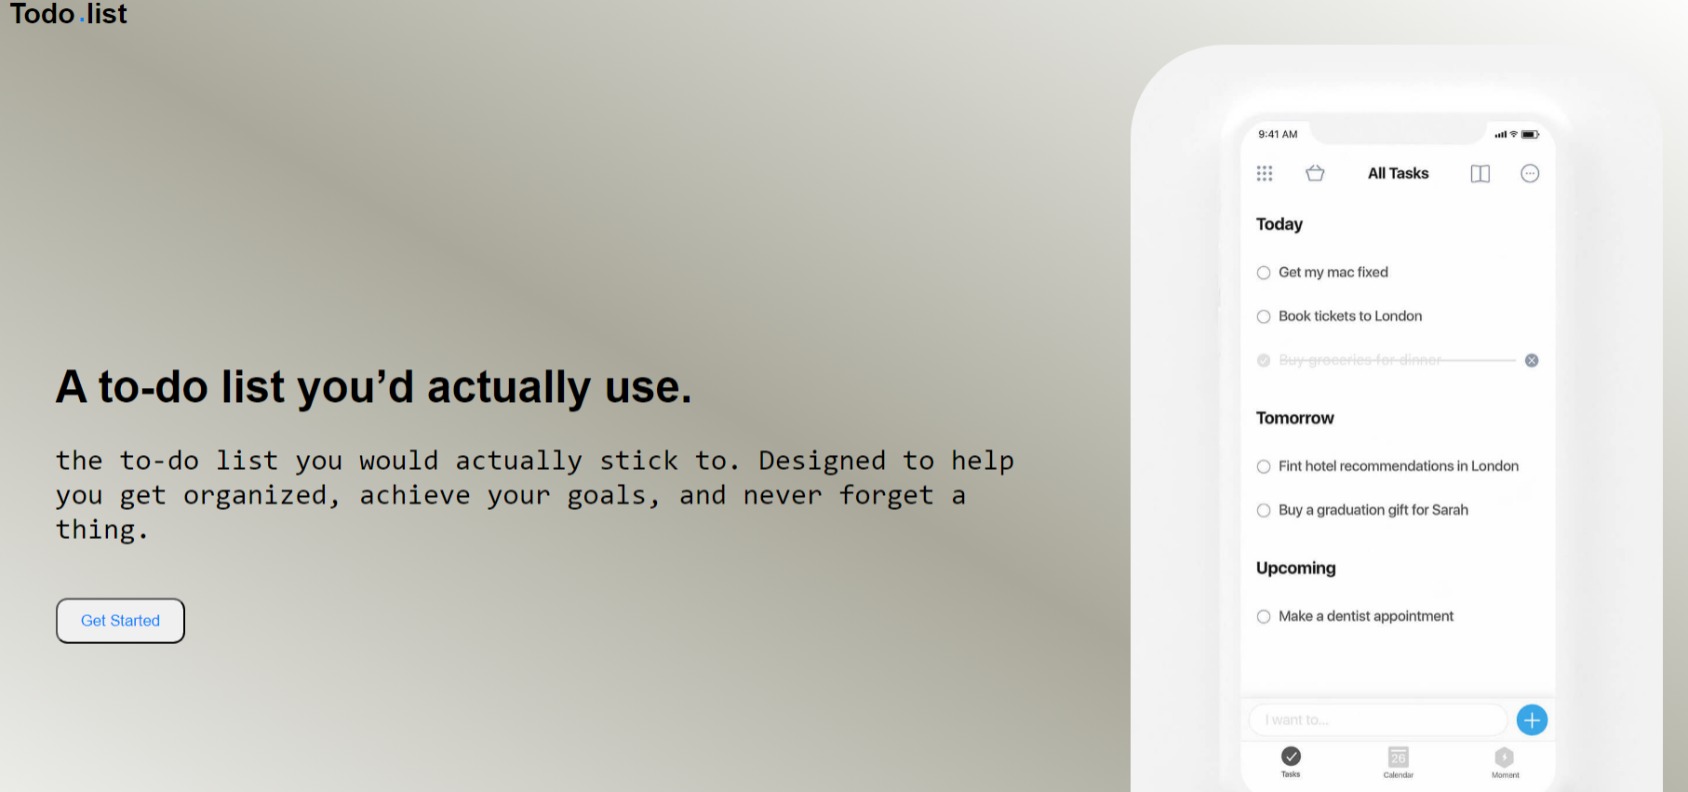 Todo.list
A to-do list you’d actually use.
the to-do list you would actually stick to. Designed to help
you get organized, achieve your goals, and never forget a
thing.
Get Started
9:41 AM
All Tasks
Today
Get my mac fixed
Book tickets to London
Buy groceries for dinner
Tomorrow
Fint hotel recommendations in London
Buy a graduation gift for Sarah
Upcoming
Make a dentist appointment
I want to...
26
Tasks
Calendar
Moment